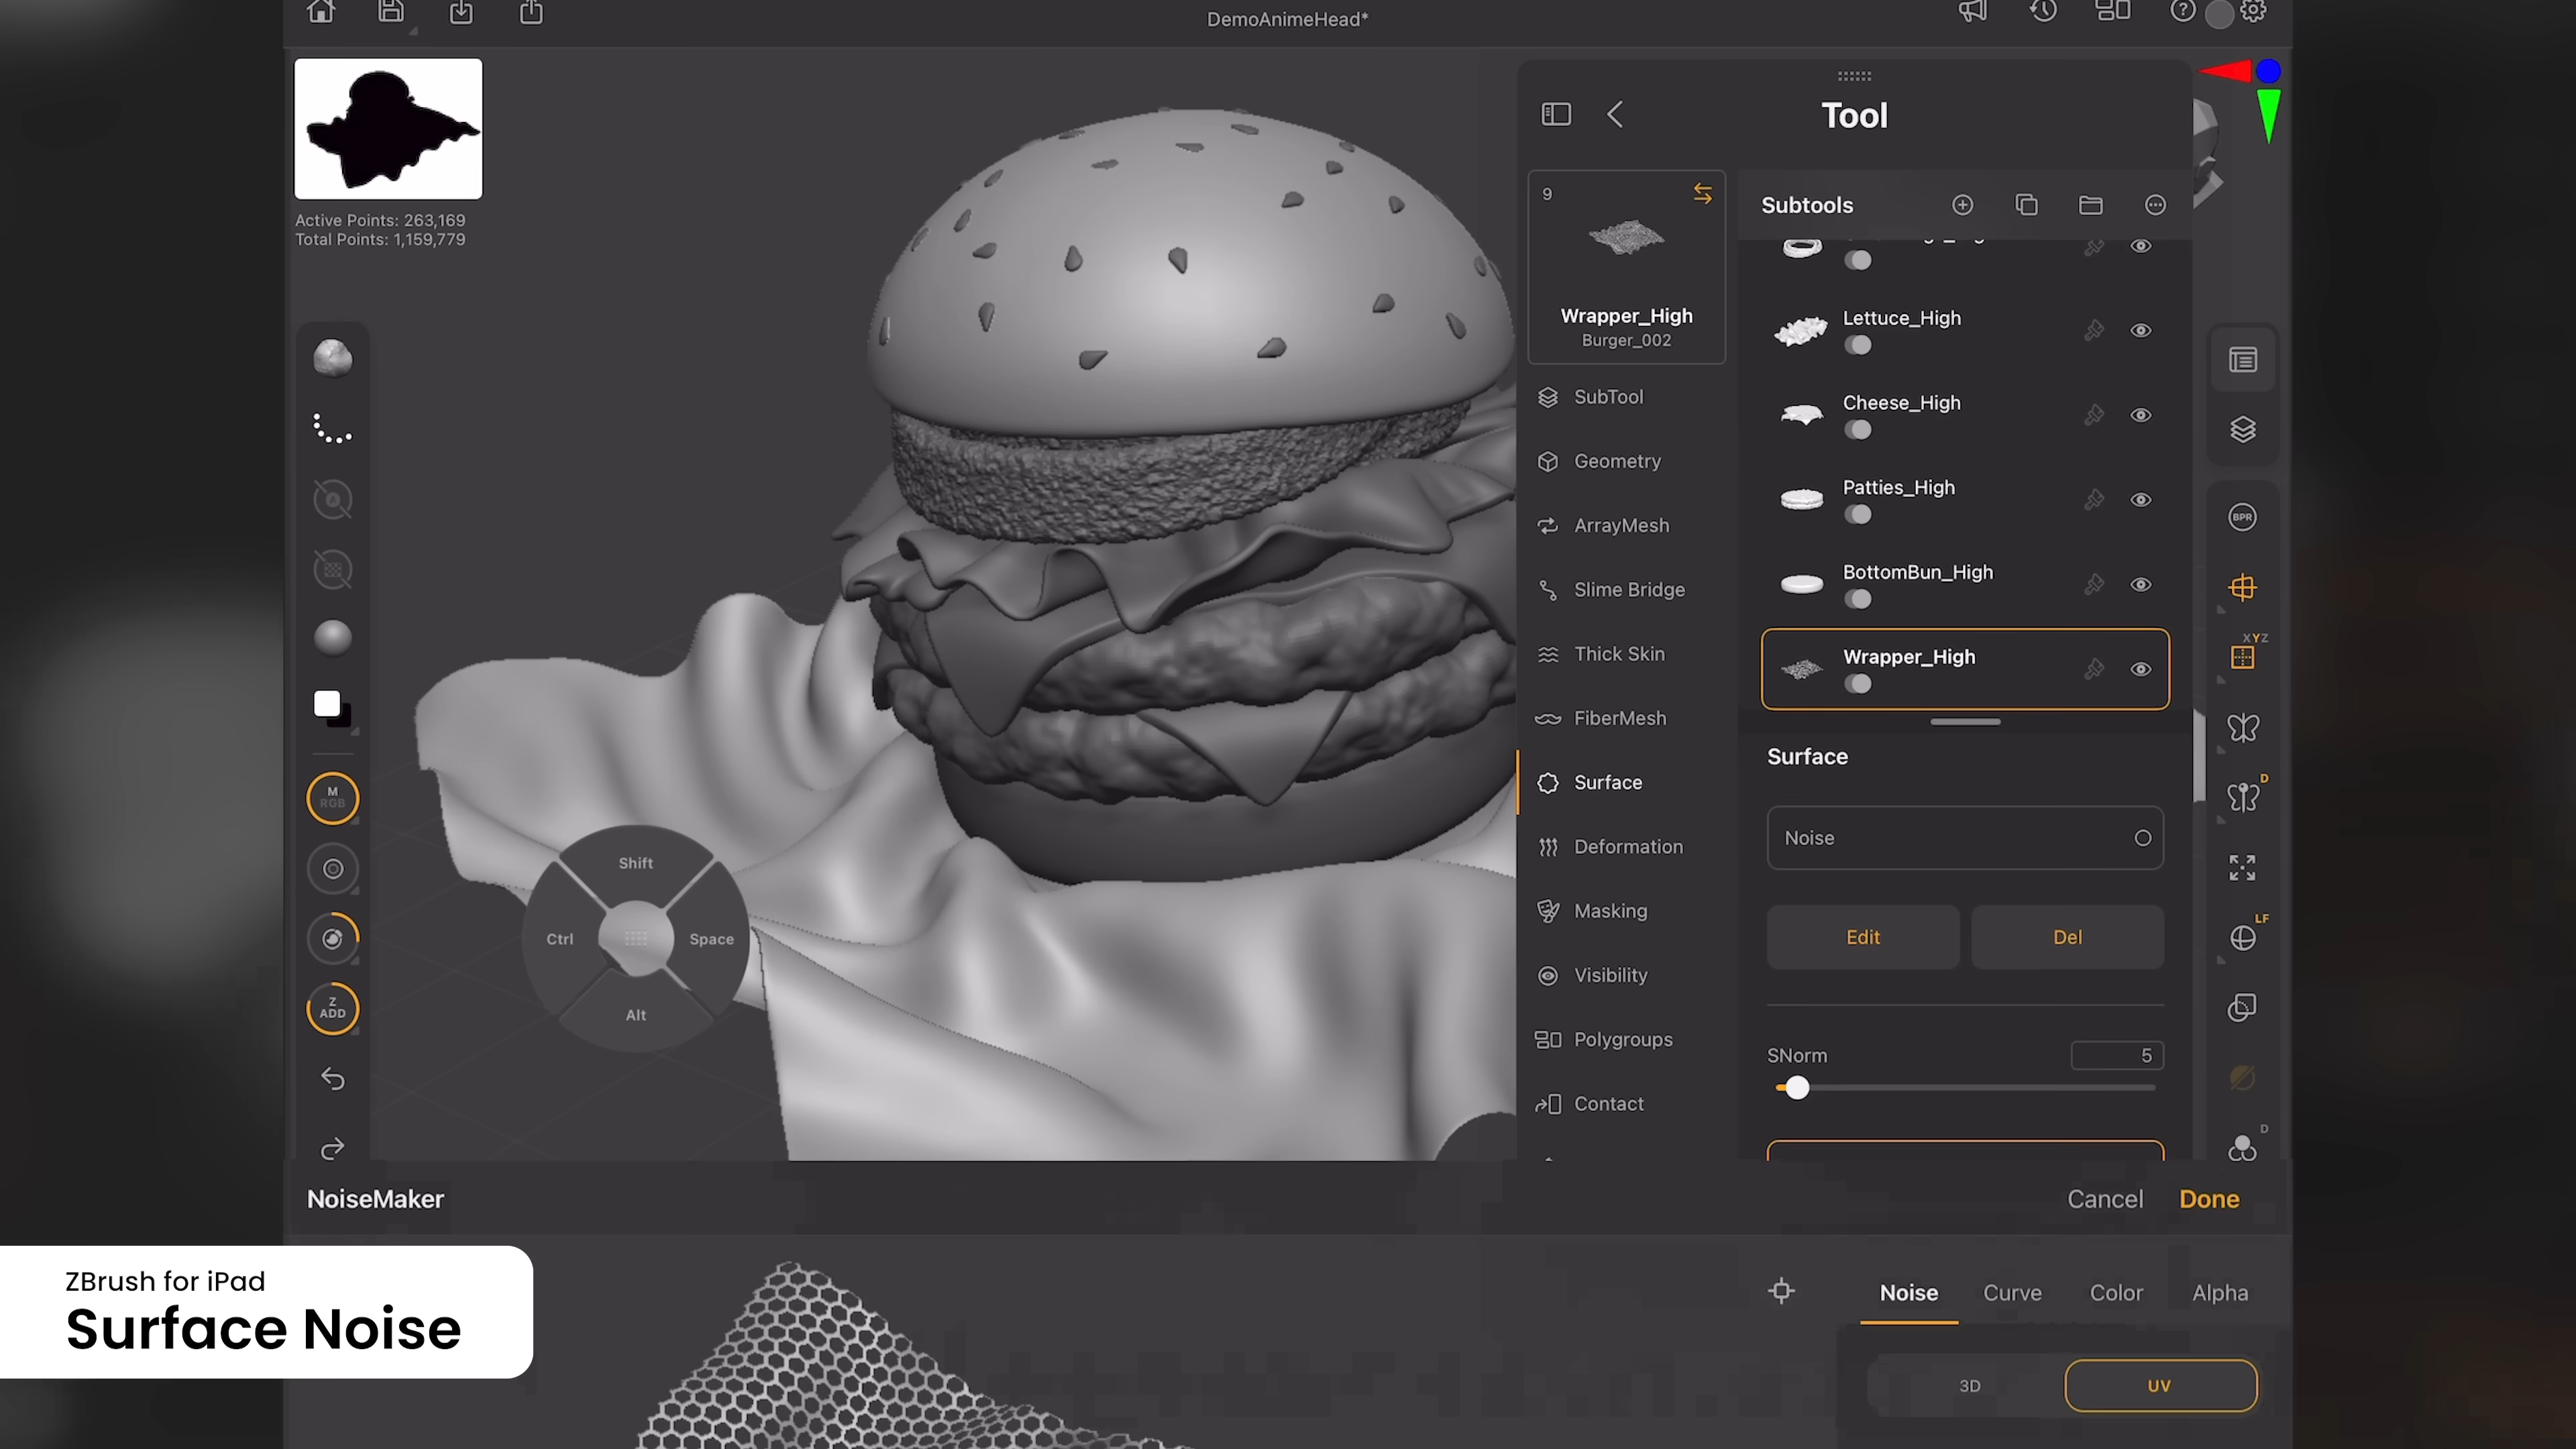 DemoAnimeHead*
Active Points: 263,169
Total Points: 1,159,779
Tool
9
Wrapper_High
Burger_002
SubTool
Geometry
ArrayMesh
Slime Bridge
Thick Skin
FiberMesh
Surface
Deformation
Masking
Visibility
Polygroups
Contact
Subtools
Lettuce_High
Cheese_High
Patties_High
BottomBun_High
Wrapper_High
Surface
Noise
Edit
Del
SNorm
5
BPR
XYZ
D
LF
D
M
RGB
Z
ADD
Shift
Ctrl
Space
Alt
NoiseMaker
Cancel
Done
ZBrush for iPad
Surface Noise
Noise
Curve
Color
Alpha
3D
UV